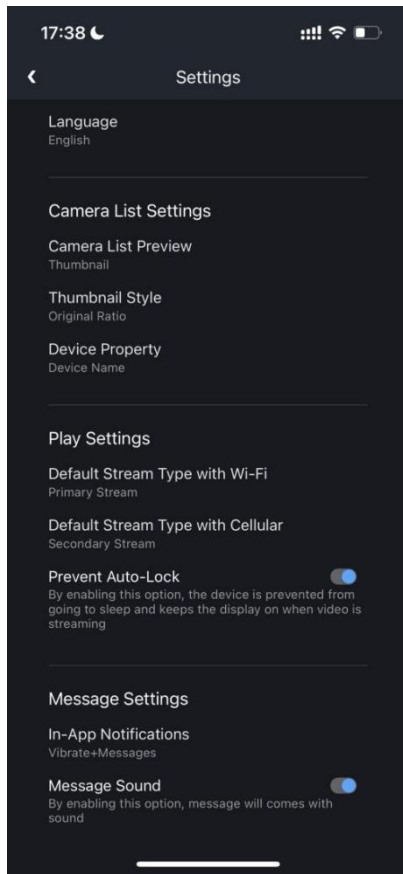 17:38
Settings
Language
English
Camera List Settings
Camera List Preview
Thumbnail
Thumbnail Style
Original Ratio
Device Property
Device Name
Play Settings
Default Stream Type with Wi-Fi
Primary Stream
Default Stream Type with Cellular
Secondary Stream
Prevent Auto-Lock
By enabling this option, the device is prevented from
going to sleep and keeps the display on when video is
streaming
Message Settings
In-App Notifications
Vibrate+Messages
Message Sound
By enabling this option, message will comes with
sound